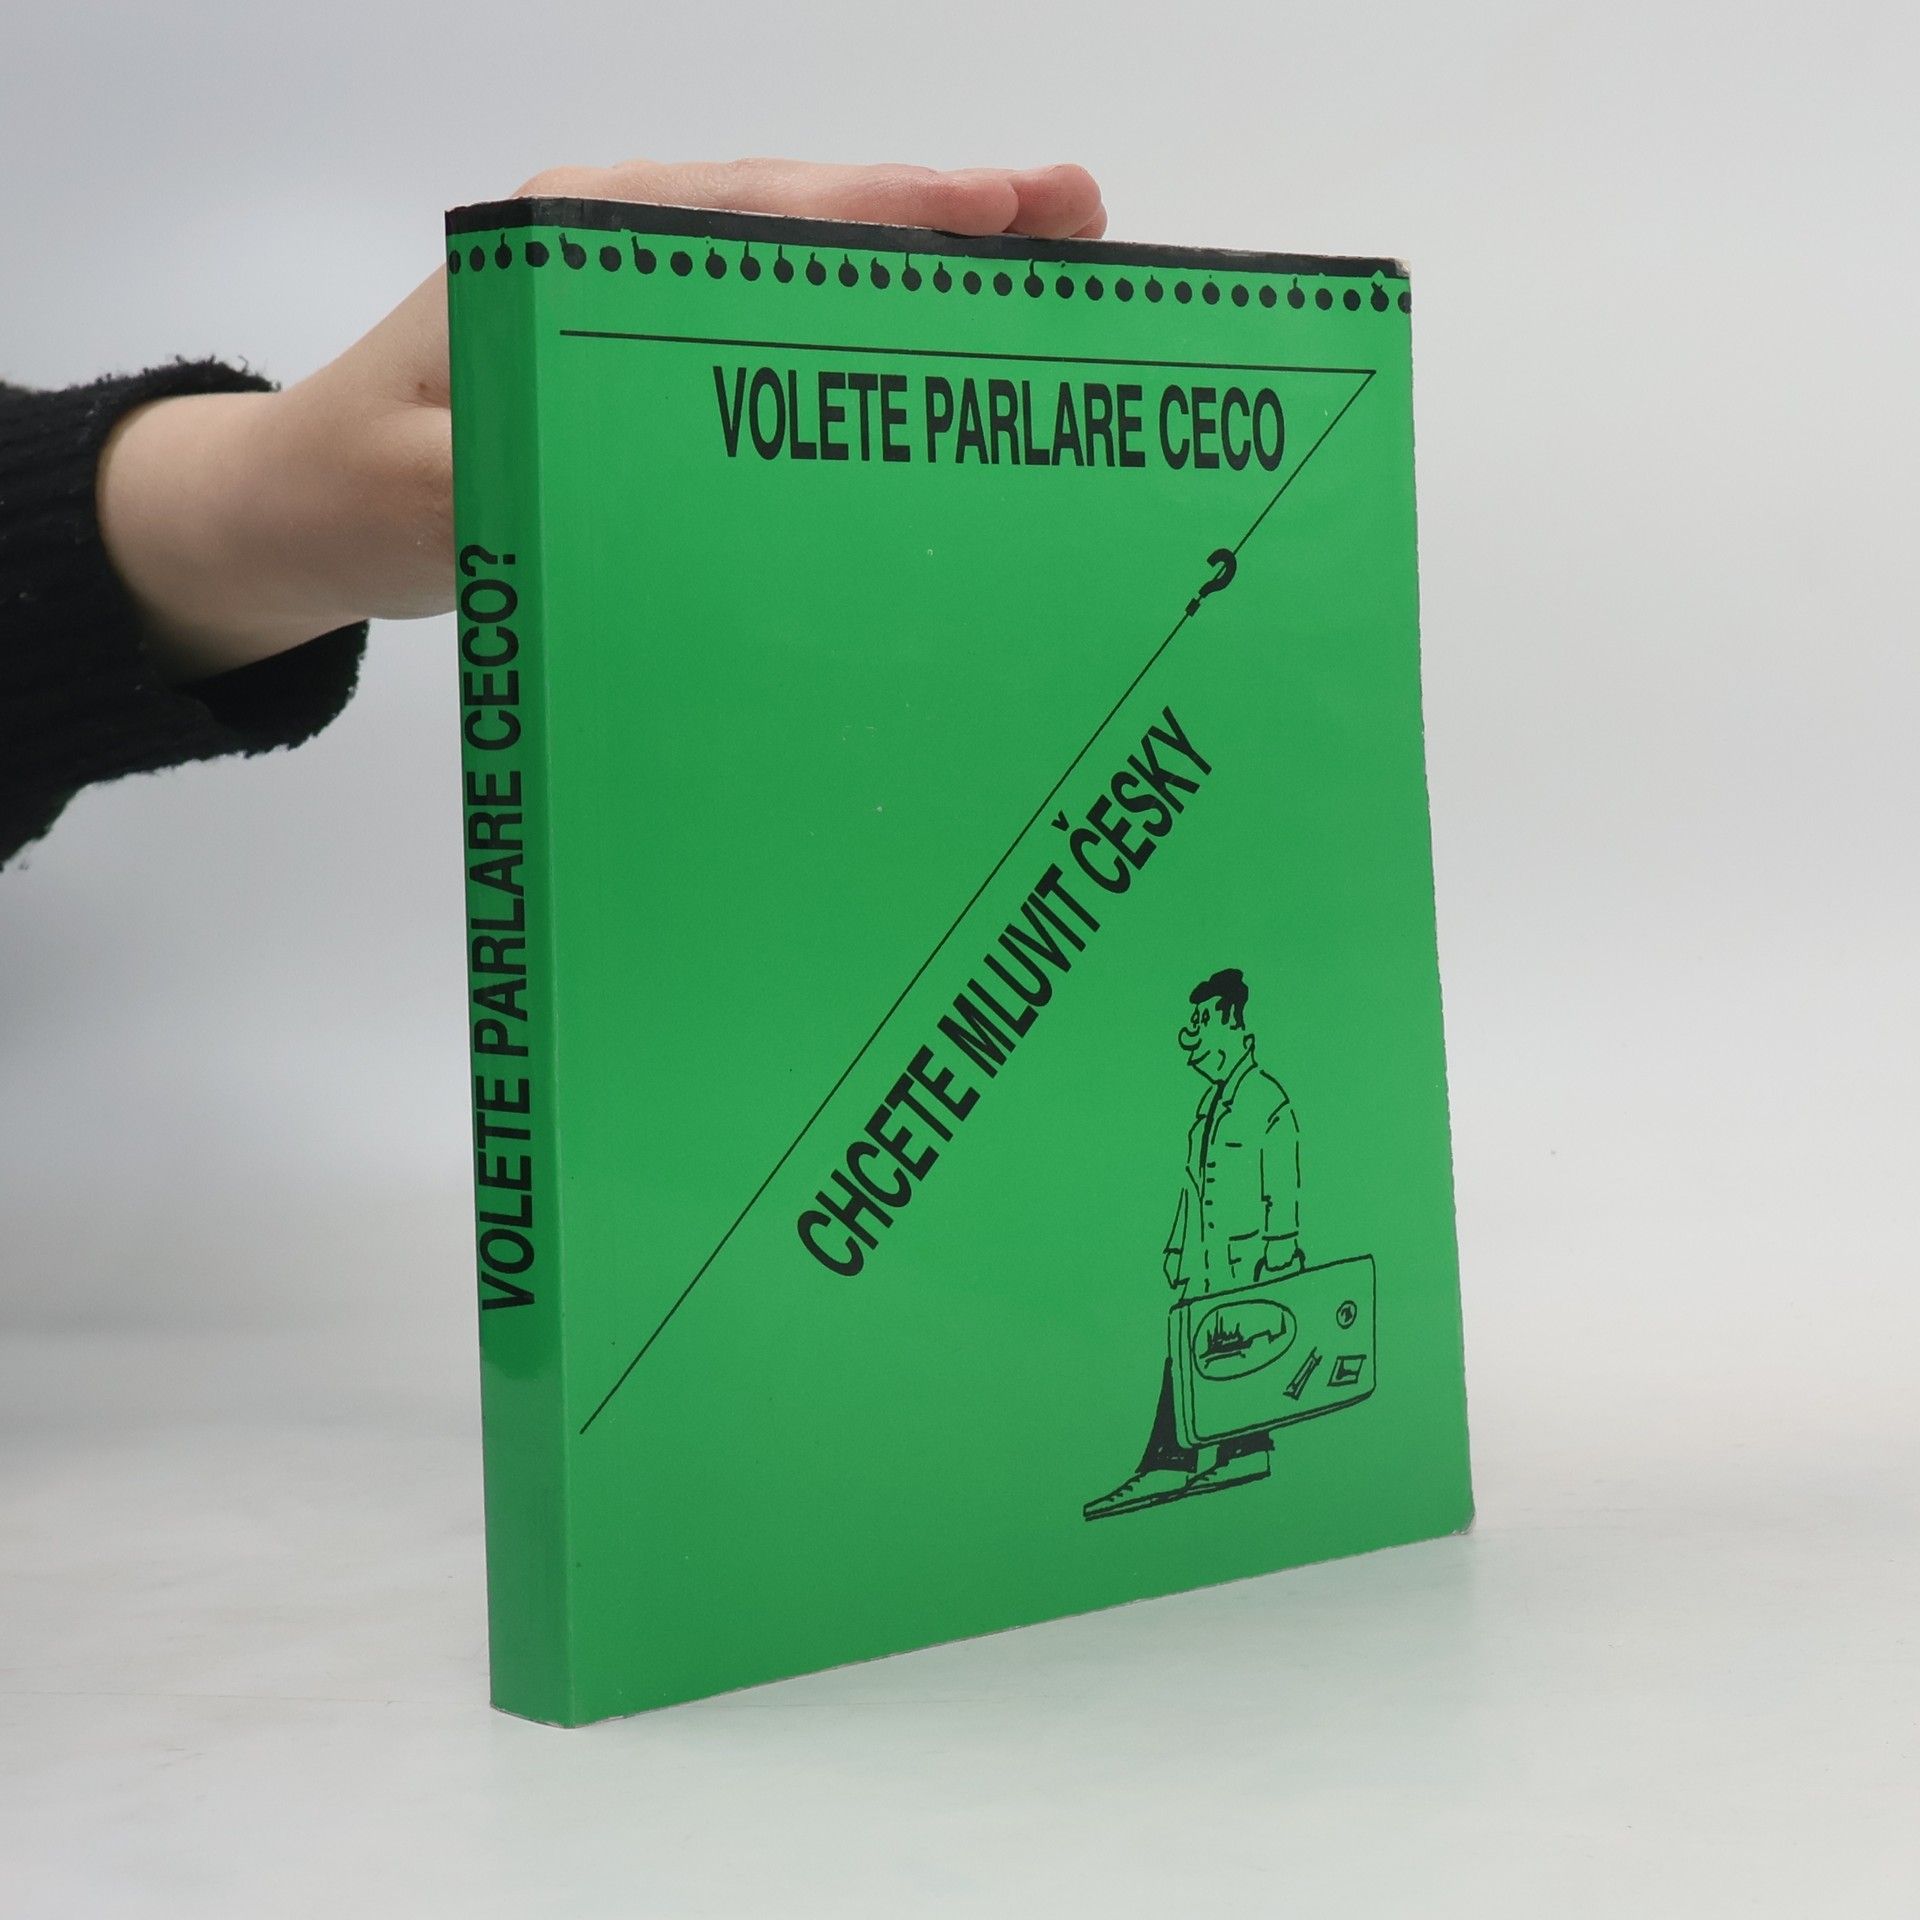 VOLETE PARLARE CECO?
VOLETE PARLARE CECO
?
CHCETE MLUVIT ČESKY